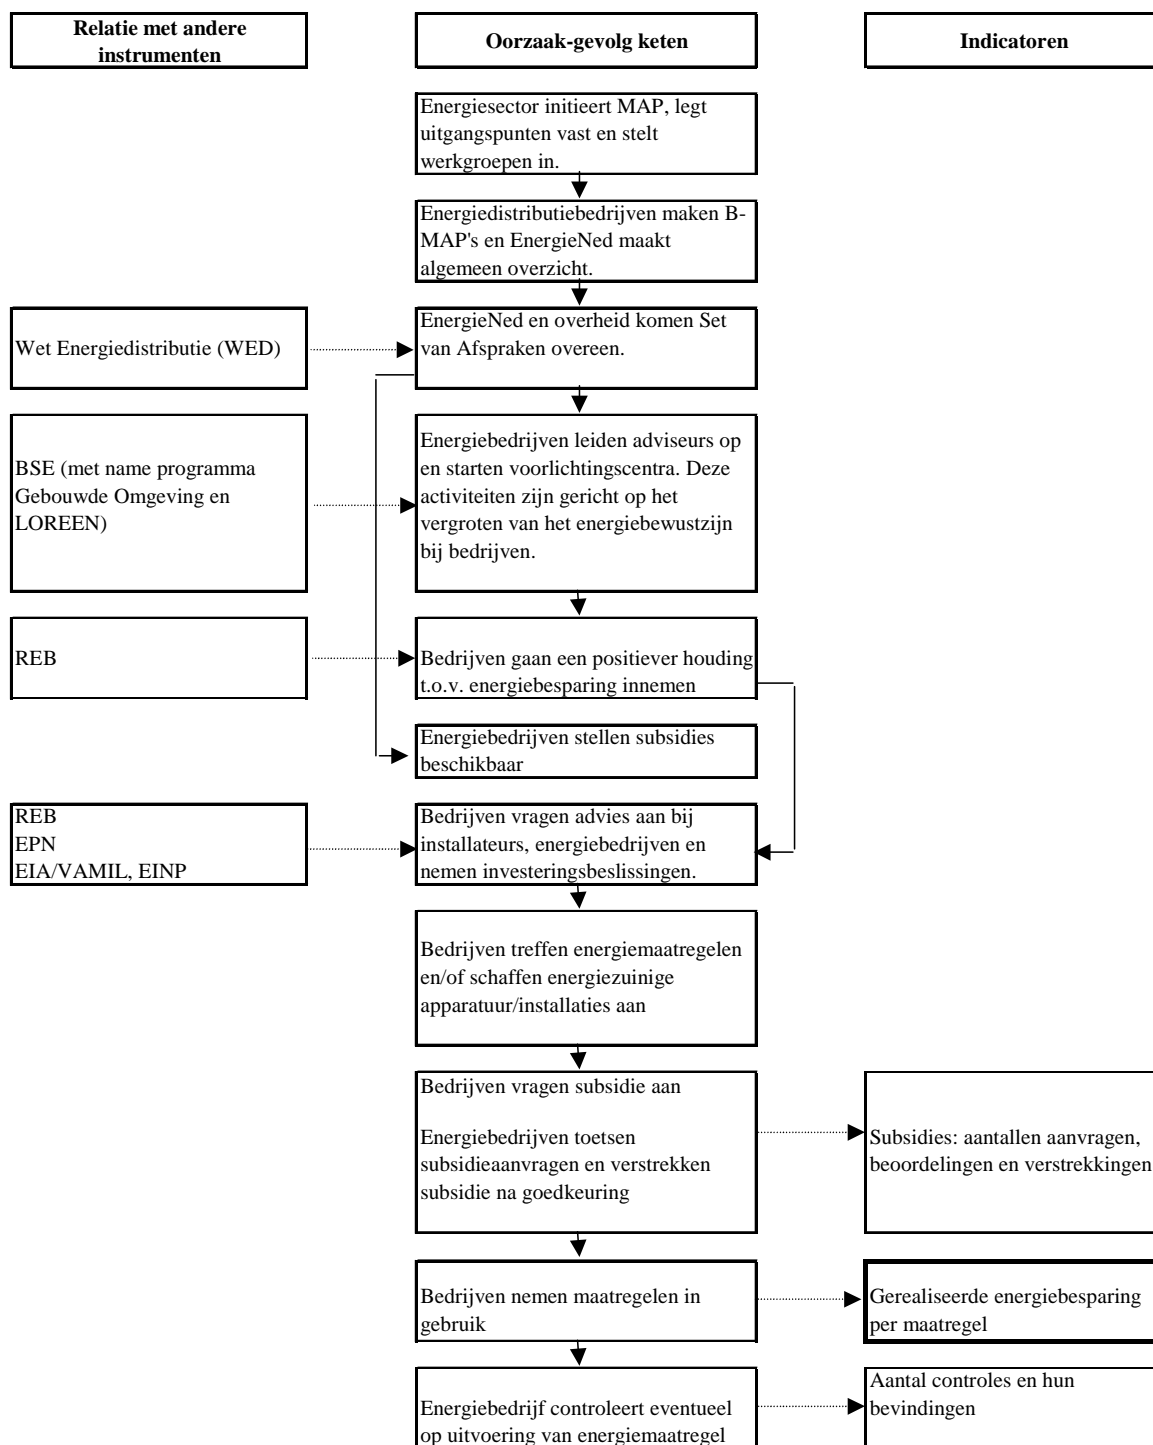 Relatie met andere
instrumenten
Oorzaak-gevolg keten
Indicatoren
Energiesector initieert MAP, legt
uitgangspunten vast en stelt
werkgroepen in.
Energiedistributiebedrijven maken B-
MAP's en EnergieNed maakt
algemeen overzicht.
Wet Energiedistributie (WED)
EnergieNed en overheid komen Set
van Afspraken overeen.
BSE (met name programma
Gebouwde Omgeving en
LOREEN)
Energiebedrijven leiden adviseurs op
en starten voorlichtingscentra. Deze
activiteiten zijn gericht op het
vergroten van het energiebewustzijn
bij bedrijven.
REB
Bedrijven gaan een positiever houding
t.o.v. energiebesparing innemen
Energiebedrijven stellen subsidies
beschikbaar
REB
EPN
EIA/VAMIL, EINP
Bedrijven vragen advies aan bij
installateurs, energiebedrijven en
nemen investeringsbeslissingen.
Bedrijven treffen energiemaatregelen
en/of schaffen energiezuinige
apparatuur/installaties aan
Bedrijven vragen subsidie aan
Energiebedrijven toetsen
subsidieaanvragen en verstrekken
subsidie na goedkeuring
Subsidies: aantallen aanvragen,
beoordelingen en verstrekkingen
Bedrijven nemen maatregelen in
gebruik
Gerealiseerde energiebesparing
per maatregel
Energiebedrijf controleert eventueel
op uitvoering van energiemaatregel
Aantal controles en hun
bevindingen